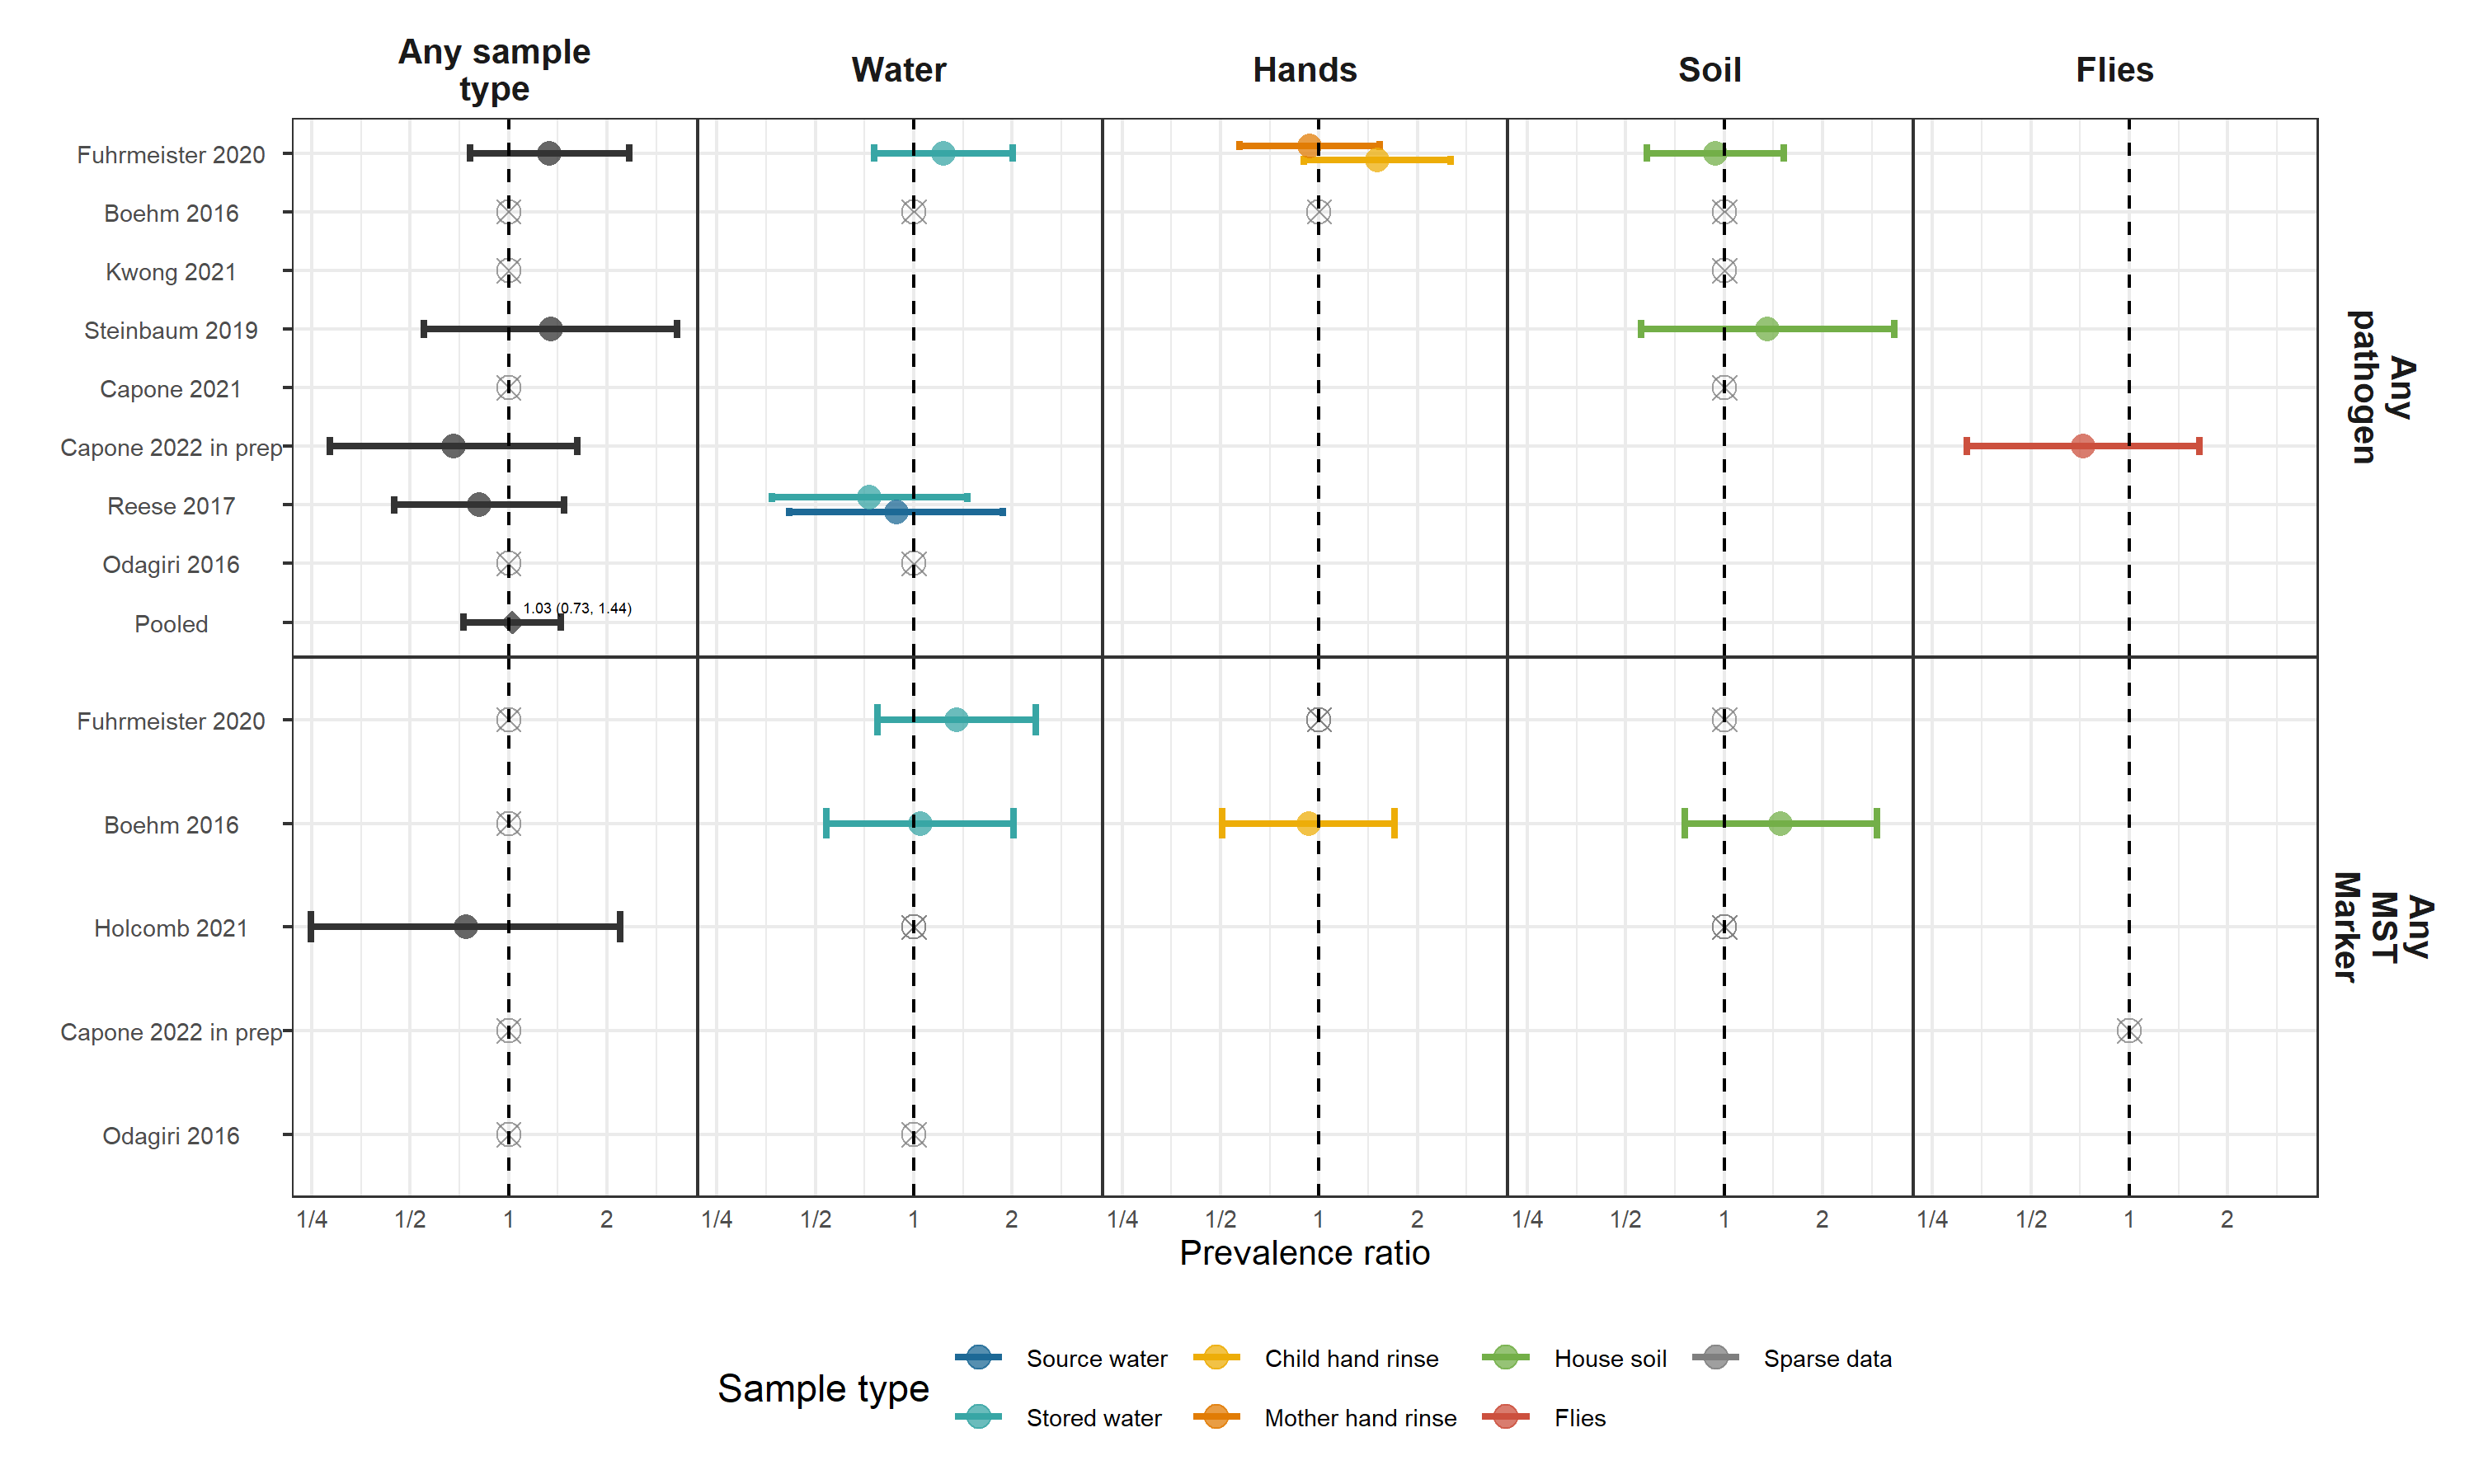 Any sample
type
Water
Hands
Soil
Flies
Fuhrmeister 2020
Boehm 2016
Kwong 2021
Steinbaum 2019
Capone 2021
Capone 2022 in prep
Reese 2017
Odagiri 2016
Pooled
1.03 (0.73, 1.44)
Any
pathogen
Fuhrmeister 2020
Boehm 2016
Holcomb 2021
Capone 2022 in prep
Odagiri 2016
Any
MST
Marker
1/4 1/2 1 2 1/4 1/2 1 2 1/4 1/2 1 2 1/4 1/2 1 2 1/4 1/2 1 2
Prevalence ratio
Sample type
Source water Child hand rinse House soil Sparse data
Stored water Mother hand rinse Flies